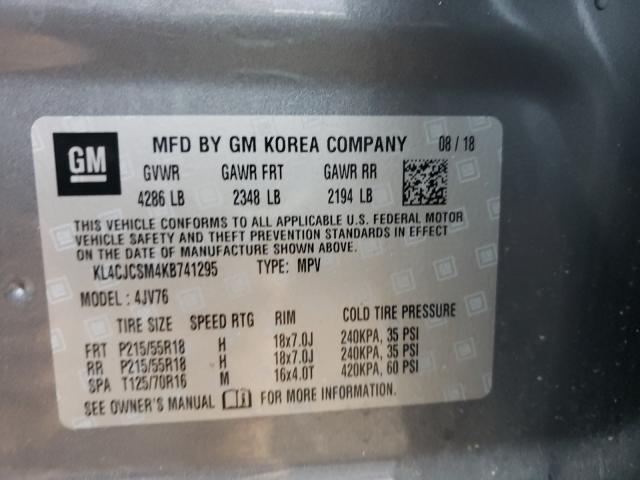 GM MFD BY GM KOREA COMPANY 08 / 18
GVWR GAWR FRT GAWR RR
4286 LB 2348 LB 2194 LB
THIS VEHICLE CONFORMS TO ALL APPLICABLE U.S. FEDERAL MOTOR
VEHICLE SAFETY AND THEFT PREVENTION STANDARDS IN EFFECT
ON THE DATE OF MANUFACTURE SHOWN ABOVE.
KL4CJCSM4KB741295 TYPE: MPV
MODEL : 4JV76
TIRE SIZE SPEED RTG RIM COLD TIRE PRESSURE
FRT P215/55R18 H 18x7.0J 240KPA, 35 PSI
RR P215/55R18 H 18x7.0J 240KPA, 35 PSI
SPA T125/70R16 M 16x4.0T 420KPA, 60 PSI
SEE OWNER'S MANUAL FOR MORE INFORMATION.